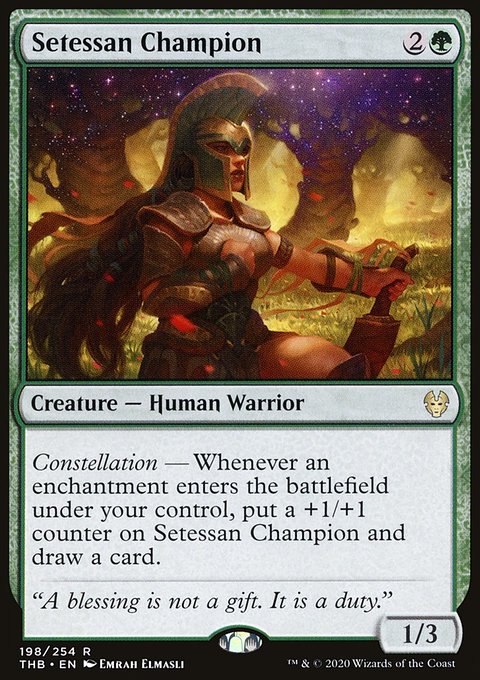 Setessan Champion 2
Creature — Human Warrior
Constellation — Whenever an
enchantment enters the battlefield
under your control, put a +1/+1
counter on Setessan Champion and
draw a card.
“A blessing is not a gift. It is a duty.”
1/3
198/254 R
THB • EN Emrah Elmasli
™ & © 2020 Wizards of the Coast